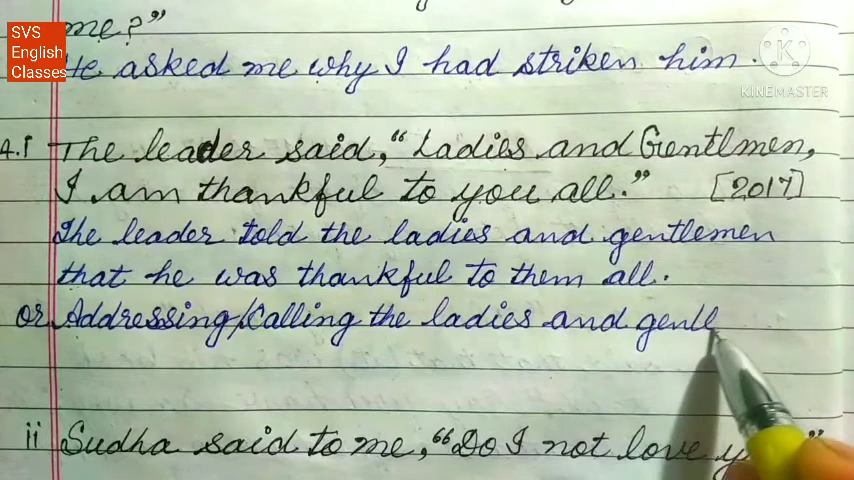 me?"
SVS
English
Classes
He asked me why I had striken him.
KINEMASTER
4.i The leader said, "Ladies and Gentlmen,
I am thankful to you all." [2017]
The leader told the ladies and gentlemen
that he was thankful to them all.
or Addressing/Calling the ladies and gentle
ii Sudha said to me, "Do I not love